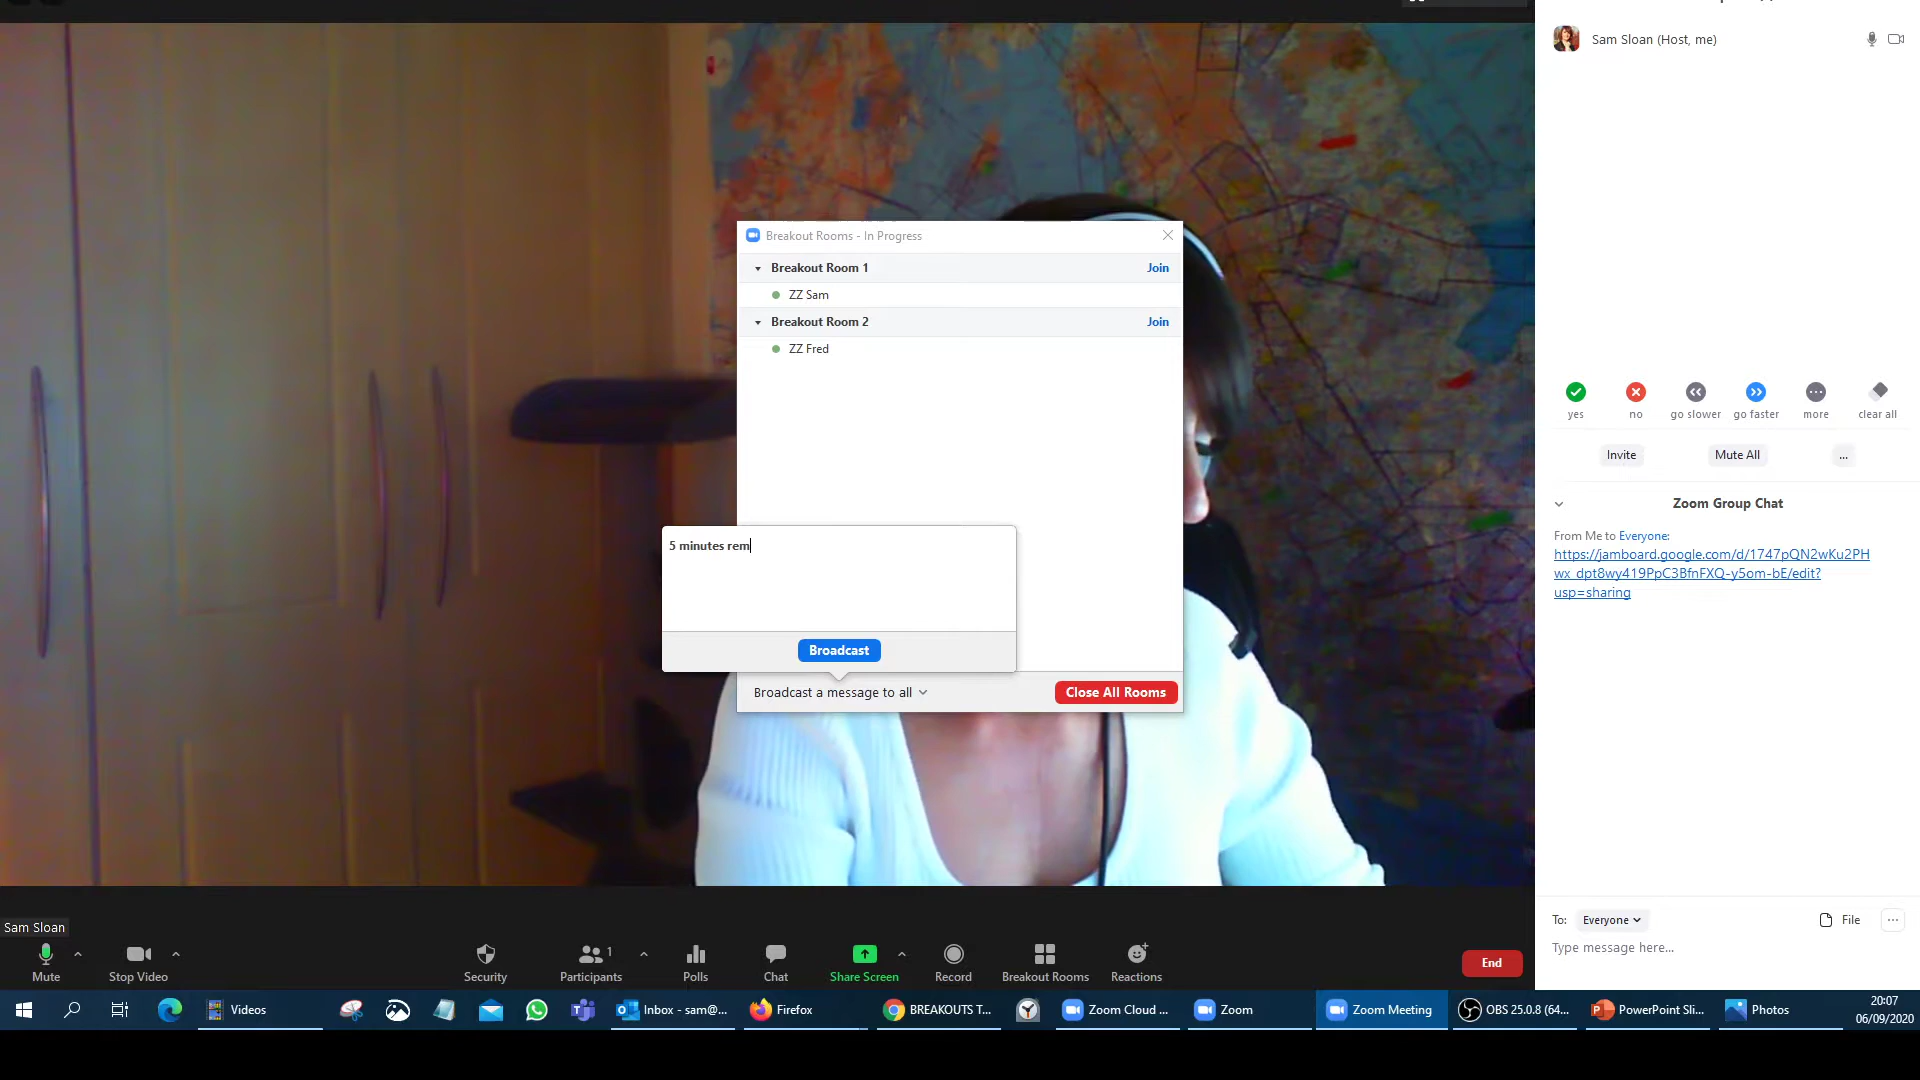 Sam Sloan (Host, me)
Breakout Rooms - In Progress
Breakout Room 1 Join
ZZ Sam
Breakout Room 2 Join
ZZ Fred
5 minutes rem
Broadcast
Broadcast a message to all
Close All Rooms
yes no go slower go faster more clear all
Invite Mute All ...
Zoom Group Chat
From Me to Everyone:
https://jamboard.google.com/d/1747pQN2wKu2PH
wx_dpt8wy419PpC3BfnFXQ-y5om-bE/edit?
usp=sharing
To: Everyone File
Type message here...
Sam Sloan
1
Mute Stop Video Security Participants Polls Chat Share Screen Record Breakout Rooms Reactions End
Videos Inbox - sam@... Firefox BREAKOUTS T... Zoom Cloud ... Zoom Zoom Meeting OBS 25.0.8 (64... PowerPoint Sli... Photos
20:07
06/09/2020